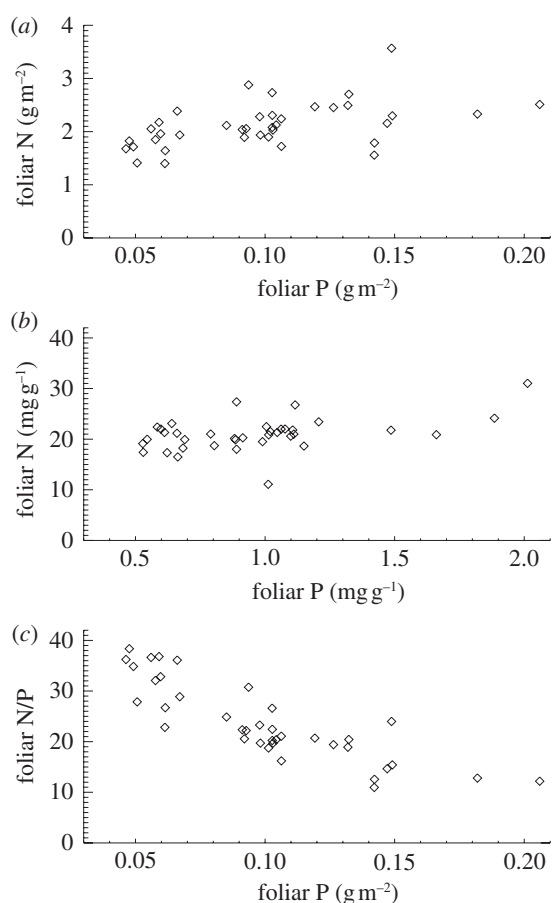 (a)
4
3
2
1
0
foliar N (g m⁻²)
0.05 0.10 0.15 0.20
foliar P (g m⁻²)
(b)
40
30
20
10
0
foliar N (mg g⁻¹)
0.5 1.0 1.5 2.0
foliar P (mg g⁻¹)
(c)
40
30
20
10
0
foliar N/P
0.05 0.10 0.15 0.20
foliar P (g m⁻²)